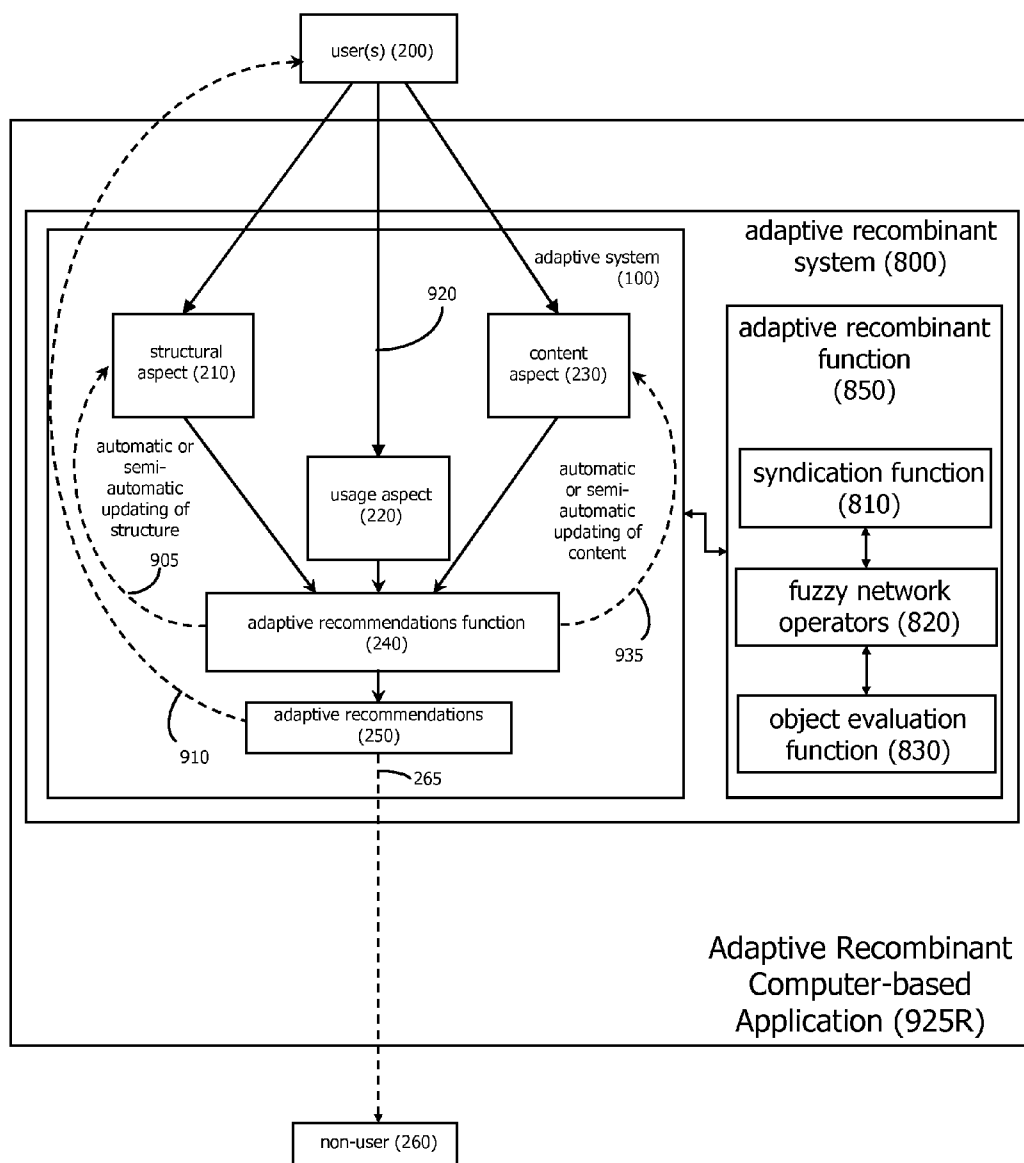 user(s) (200)
adaptive recombinant
system (800)
adaptive system
(100)
920
adaptive recombinant
function
(850)
structural
aspect (210)
content
aspect (230)
automatic or
semi-
automatic
updating of
structure
905
usage aspect
(220)
automatic
or semi-
automatic
updating of
content
syndication function
(810)
fuzzy network
operators (820)
object evaluation
function (830)
adaptive recommendations function
(240)
935
adaptive recommendations
(250)
910
265
Adaptive Recombinant
Computer-based
Application (925R)
non-user (260)